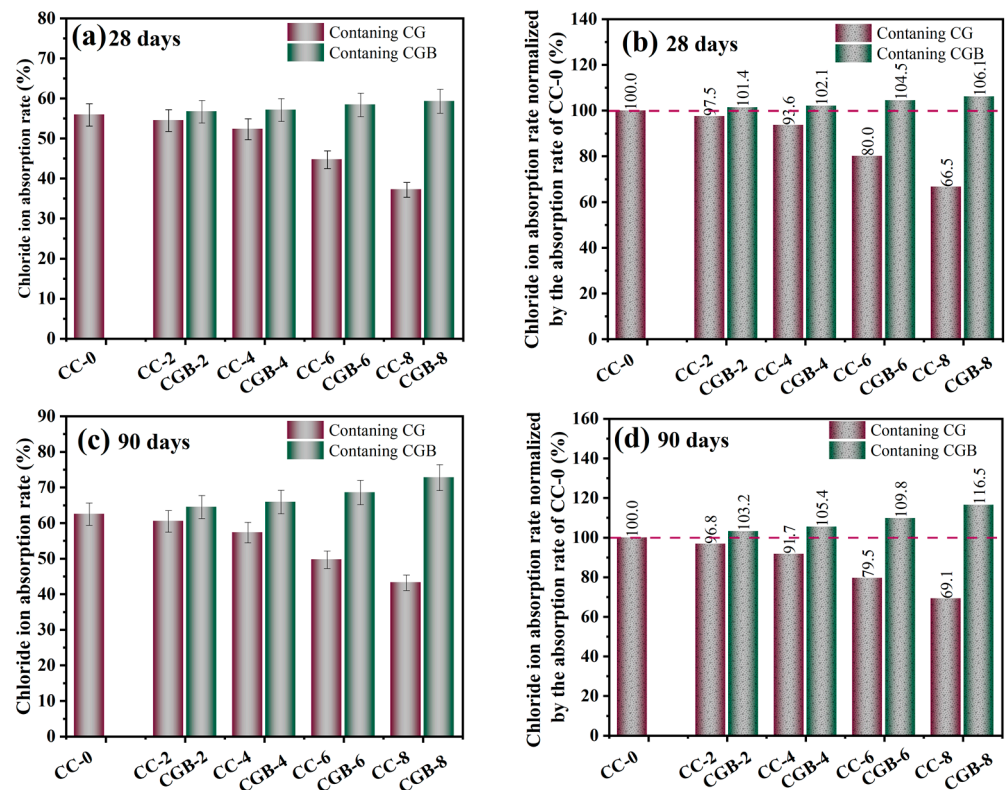 (a) 28 days
Contaning CG
Contaning CGB
Chloride ion absorption rate (%)
80
70
60
50
40
30
20
10
0
CC-0
CC-2
CGB-2
CC-4
CGB-4
CC-6
CGB-6
CC-8
CGB-8
(b) 28 days
Contaning CG
Contaning CGB
Chloride ion absorption rate normalized
by the absorption rate of CC-0 (%)
140
120
100
80
60
40
20
0
100.0
97.5
101.4
93.6
102.1
80.0
104.5
66.5
106.1
CC-0
CC-2
CGB-2
CC-4
CGB-4
CC-6
CGB-6
CC-8
CGB-8
(c) 90 days
Contaning CG
Contaning CGB
Chloride ion absorption rate (%)
90
80
70
60
50
40
30
20
10
0
CC-0
CC-2
CGB-2
CC-4
CGB-4
CC-6
CGB-6
CC-8
CGB-8
(d) 90 days
Contaning CG
Contaning CGB
Chloride ion absorption rate normalized
by the absorption rate of CC-0 (%)
160
140
120
100
80
60
40
20
0
100.0
96.8
103.2
91.7
105.4
79.5
109.8
69.1
116.5
CC-0
CC-2
CGB-2
CC-4
CGB-4
CC-6
CGB-6
CC-8
CGB-8